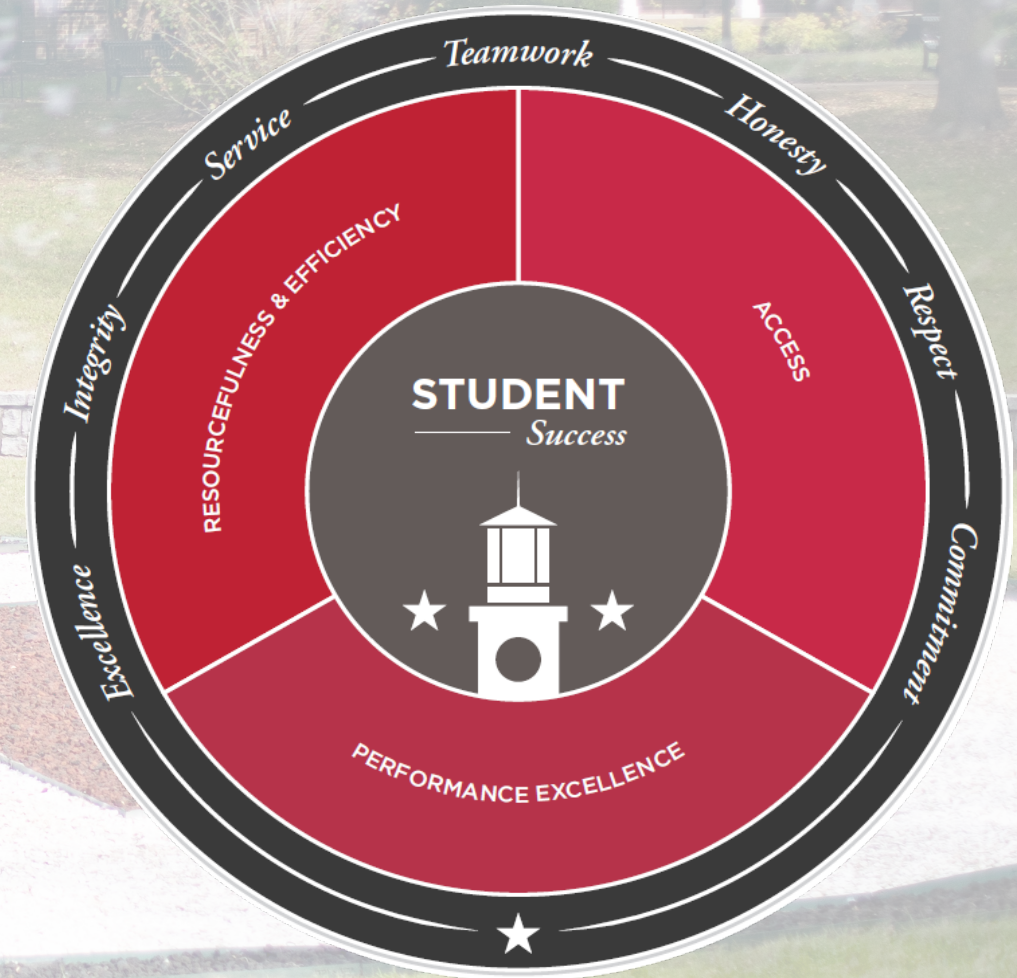 Teamwork
Honesty
Respect
Commitment
Excellence
Integrity
Service
RESOURCEFULNESS & EFFICIENCY
ACCESS
PERFORMANCE EXCELLENCE
STUDENT
Success